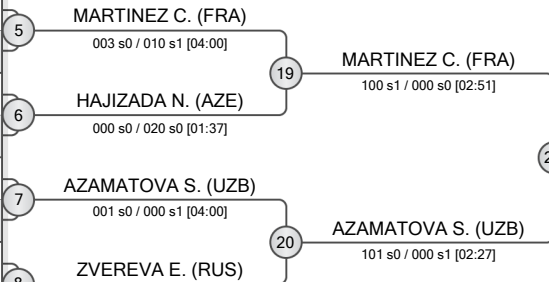 MARTINEZ C. (FRA)
5
003 s0 / 010 s1 [04:00]
19
MARTINEZ C. (FRA)
100 s1 / 000 s0 [02:51]
HAJIZADA N. (AZE)
6
000 s0 / 020 s0 [01:37]
AZAMATOVA S. (UZB)
7
001 s0 / 000 s1 [04:00]
20
AZAMATOVA S. (UZB)
101 s0 / 000 s1 [02:27]
ZVEREVA E. (RUS)